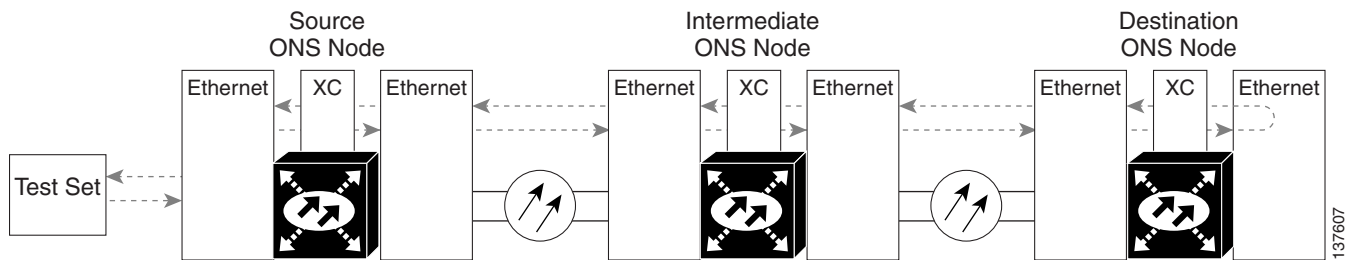 Source
ONS Node
Intermediate
ONS Node
Destination
ONS Node
Ethernet
XC
Ethernet
Ethernet
XC
Ethernet
Ethernet
XC
Ethernet
Test Set
137607